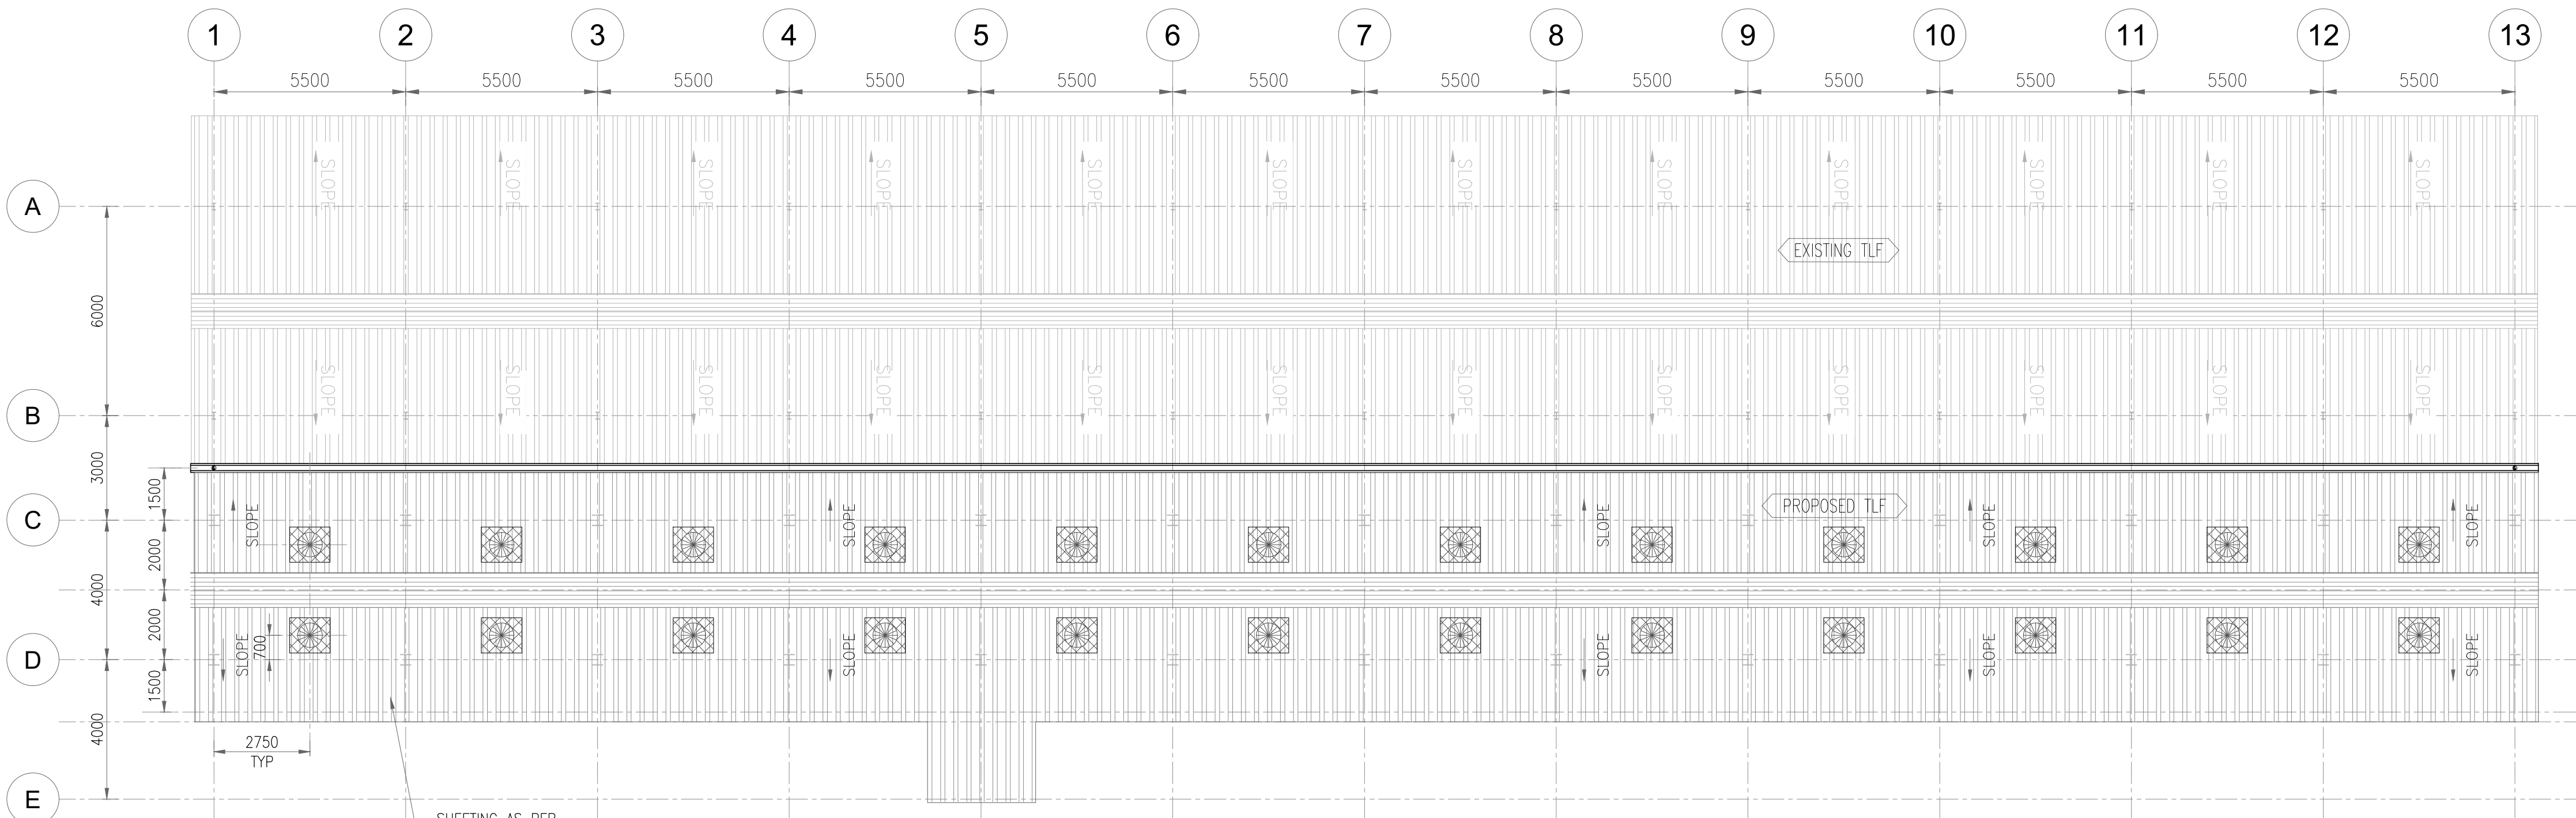 1 2 3 4 5 6 7 8 9 10 11 12 13
5500 5500 5500 5500 5500 5500 5500 5500 5500 5500 5500 5500
SLOPE SLOPE SLOPE SLOPE SLOPE SLOPE SLOPE SLOPE SLOPE SLOPE SLOPE SLOPE
A
EXISTING TLF
6000
SLOPE SLOPE SLOPE SLOPE SLOPE SLOPE SLOPE SLOPE SLOPE SLOPE SLOPE SLOPE
B
3000
1500
PROPOSED TLF
C
SLOPE SLOPE SLOPE SLOPE SLOPE
2000
4000
2000
SLOPE SLOPE SLOPE SLOPE SLOPE
700
D
1500
4000
2750
TYP
E
SHEETING AS PER